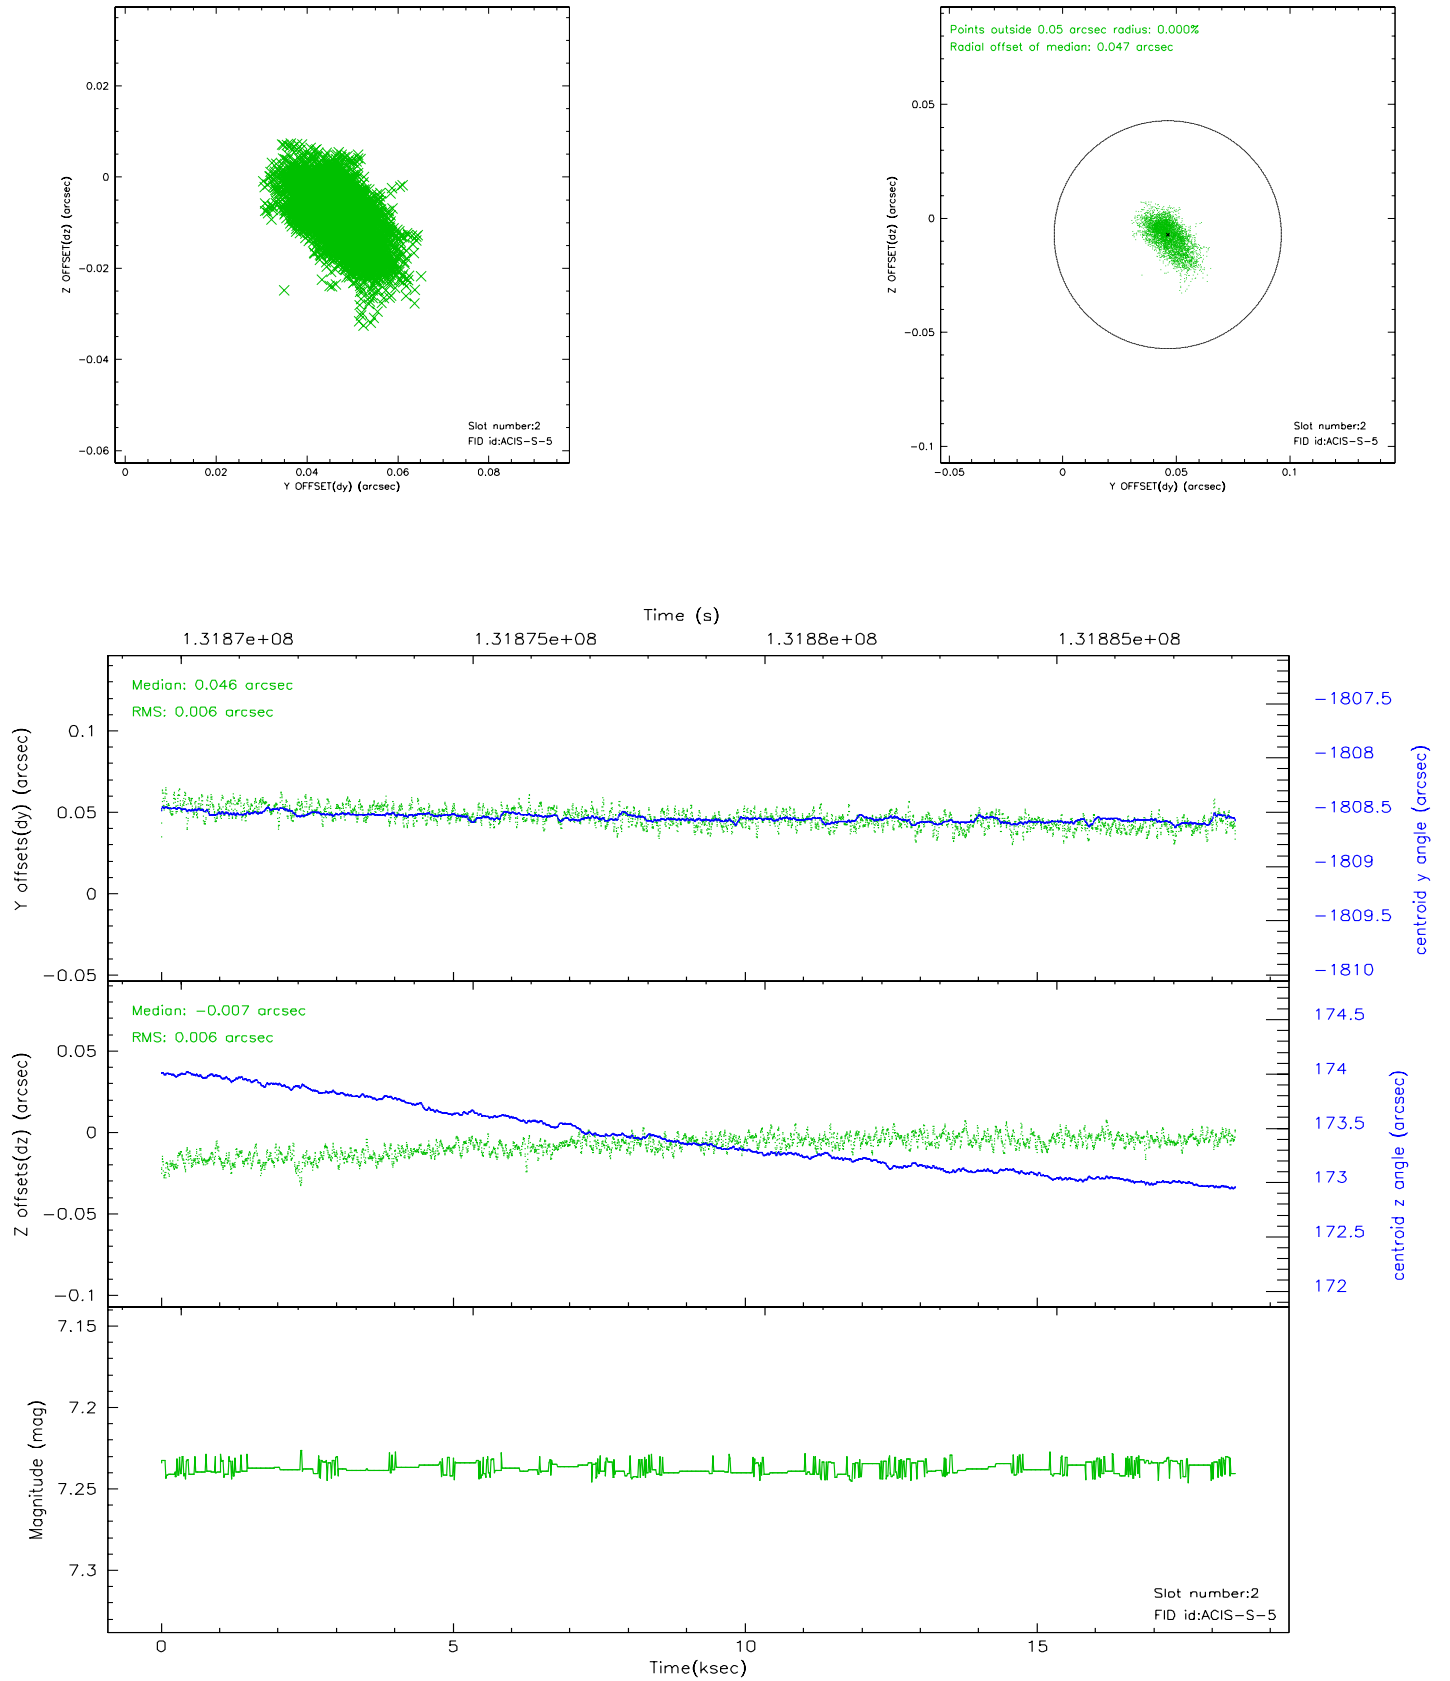 0.02
0
-0.02
-0.04
-0.06
Z OFFSET(dz) (arcsec)
Slot number:2
FID id:ACIS-S-5
0 0.02 0.04 0.06 0.08
Y OFFSET(dy) (arcsec)
Points outside 0.05 arcsec radius: 0.000%
Radial offset of median: 0.047 arcsec
0.05
0
-0.05
-0.1
Z OFFSET(dz) (arcsec)
Slot number:2
FID id:ACIS-S-5
-0.05 0 0.05 0.1
Y OFFSET(dy) (arcsec)
Time (s)
1.3187e+08 1.31875e+08 1.3188e+08 1.31885e+08
Median: 0.046 arcsec
RMS: 0.006 arcsec
0.1
0.05
0
-0.05
Y offsets(dy) (arcsec)
-1807.5
-1808
-1808.5
-1809
-1809.5
-1810
centroid y angle (arcsec)
Median: -0.007 arcsec
RMS: 0.006 arcsec
0.05
0
-0.05
-0.1
Z offsets(dz) (arcsec)
174.5
174
173.5
173
172.5
172
centroid z angle (arcsec)
7.15
7.2
7.25
7.3
Magnitude (mag)
Slot number:2
FID id:ACIS-S-5
0 5 10 15
Time(ksec)